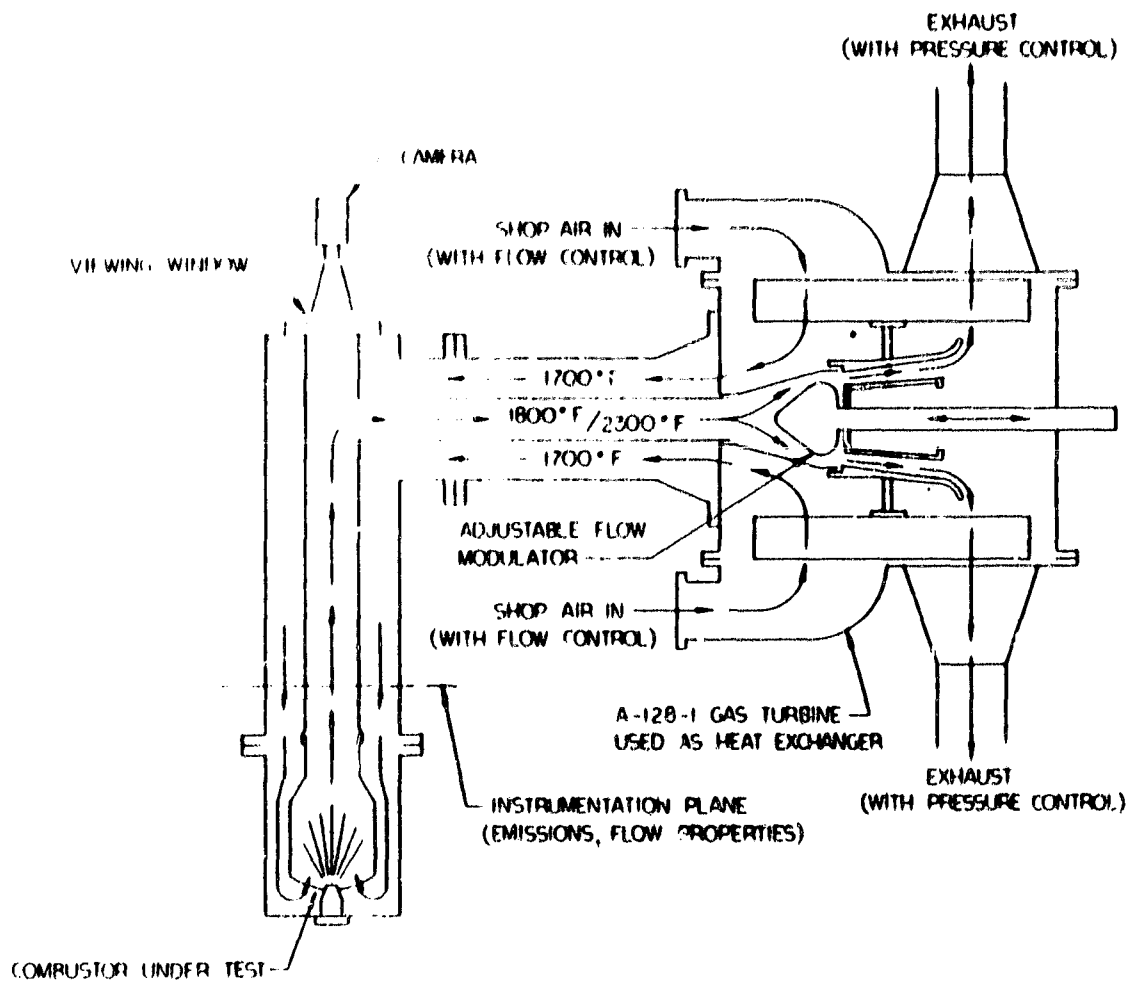 EXHAUST
(WITH PRESSURE CONTROL)
CAMERA
SHOP AIR IN
(WITH FLOW CONTROL)
VIEWING WINDOW
1700°F
1800°F/2300°F
1700°F
ADJUSTABLE FLOW
MODULATOR
SHOP AIR IN
(WITH FLOW CONTROL)
A-128-1 GAS TURBINE
USED AS HEAT EXCHANGER
EXHAUST
(WITH PRESSURE CONTROL)
INSTRUMENTATION PLANE
(EMISSIONS, FLOW PROPERTIES)
COMBUSTOR UNDER TEST